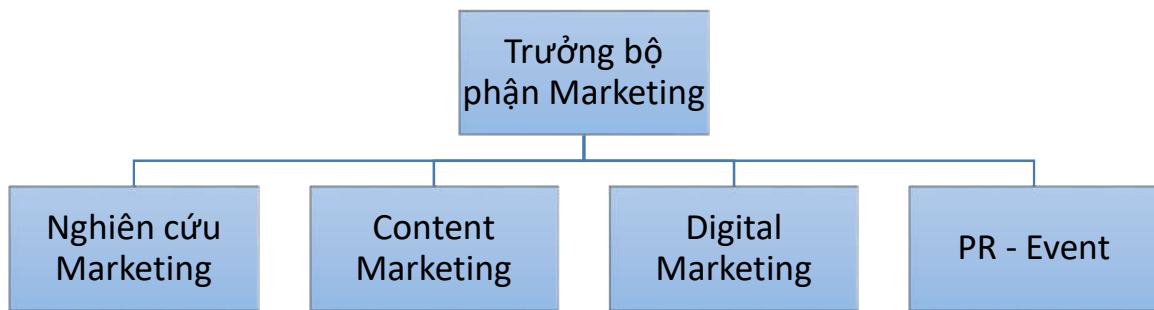 Trưởng bộ
phận Marketing
Nghiên cứu
Marketing
Content
Marketing
Digital
Marketing
PR - Event